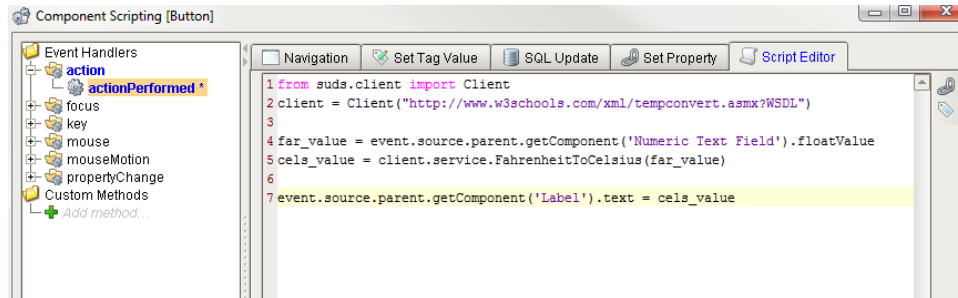 Component Scripting [Button]
Event Handlers
action
actionPerformed *
focus
key
mouse
mouseMotion
propertyChange
Custom Methods
Add method...
Navigation Set Tag Value SQL Update Set Property Script Editor
1 from suds.client import Client
2 client = Client("http://www.w3schools.com/xml/tempconvert.asmx?WSDL")
3
4 far_value = event.source.parent.getComponent('Numeric Text Field').floatValue
5 cels_value = client.service.FahrenheitToCelsius(far_value)
6
7 event.source.parent.getComponent('Label').text = cels_value